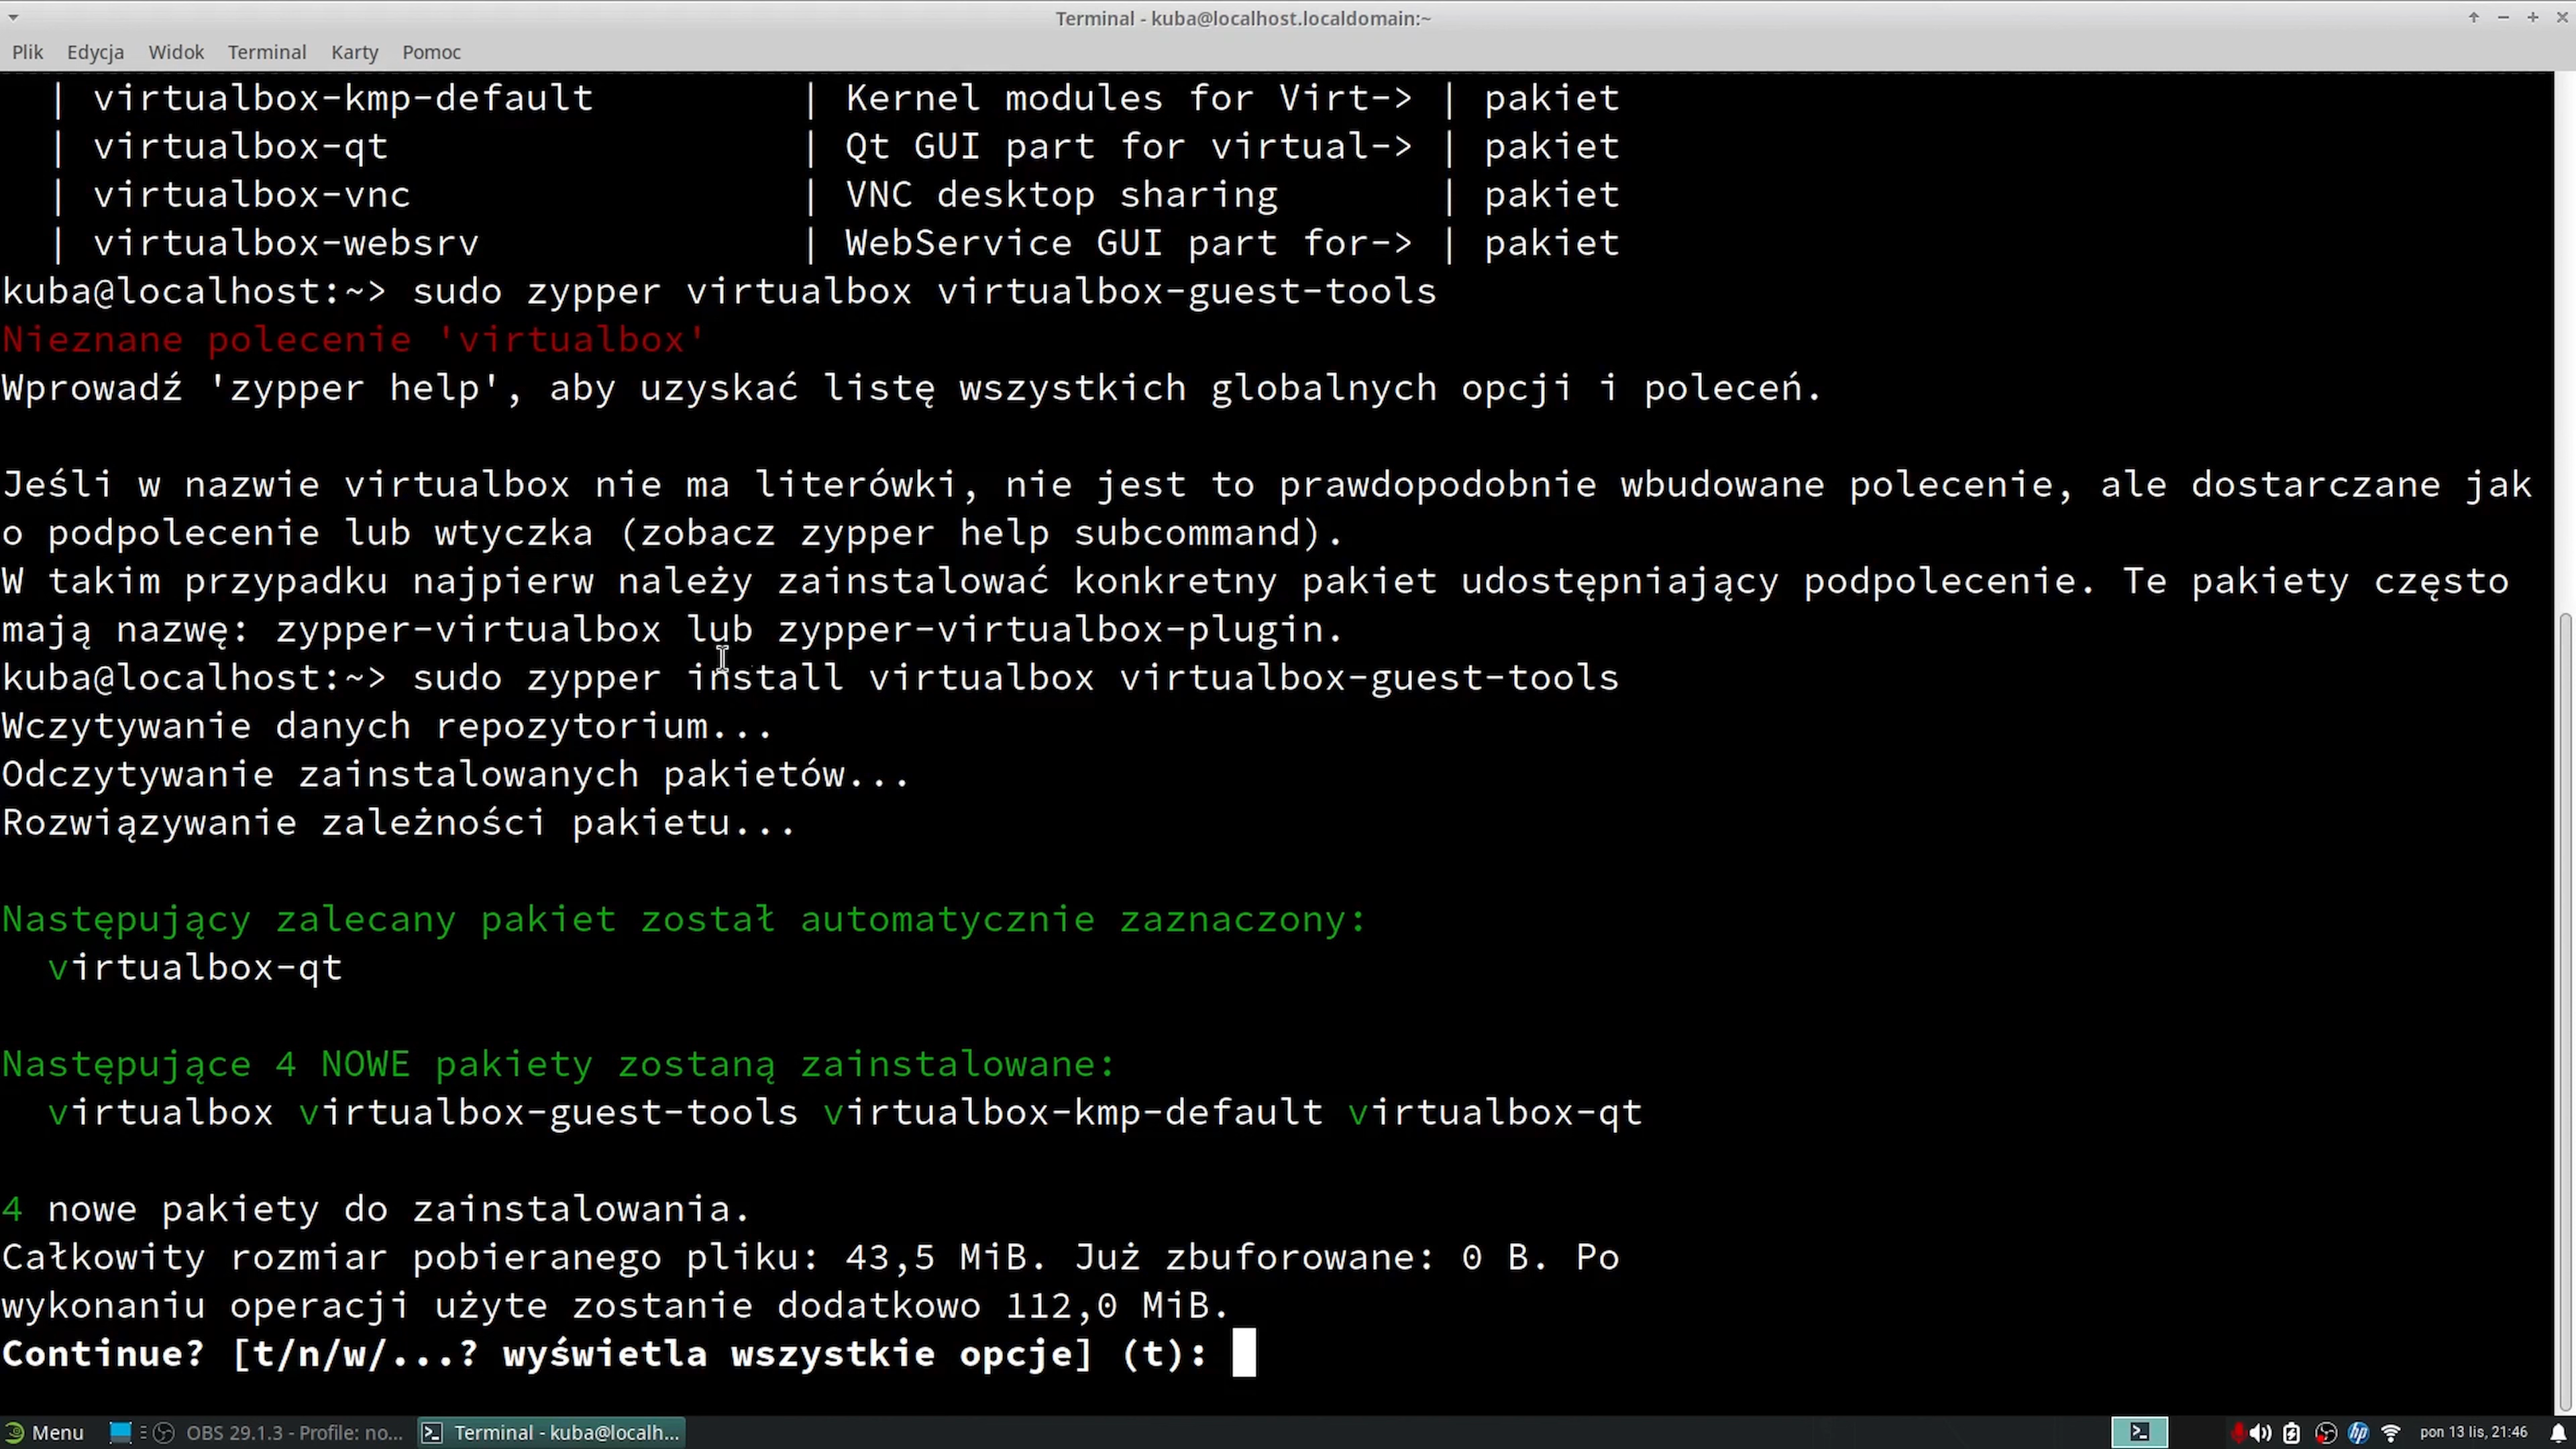 Terminal - kuba@localhost.localdomain:~
Plik Edycja Widok Terminal Karty Pomoc
| virtualbox-kmp-default | Kernel modules for Virt-> | pakiet
| virtualbox-qt | Qt GUI part for virtual-> | pakiet
| virtualbox-vnc | VNC desktop sharing | pakiet
| virtualbox-websrv | WebService GUI part for-> | pakiet
kuba@localhost:~> sudo zypper virtualbox virtualbox-guest-tools
Nieznane polecenie 'virtualbox'
Wprowadź 'zypper help', aby uzyskać listę wszystkich globalnych opcji i poleceń.
Jeśli w nazwie virtualbox nie ma literówki, nie jest to prawdopodobnie wbudowane polecenie, ale dostarczane jak
o podpolecenie lub wtyczka (zobacz zypper help subcommand).
W takim przypadku najpierw należy zainstalować konkretny pakiet udostępniający podpolecenie. Te pakiety często
mają nazwę: zypper-virtualbox lub zypper-virtualbox-plugin.
kuba@localhost:~> sudo zypper install virtualbox virtualbox-guest-tools
Wczytywanie danych repozytorium...
Odczytywanie zainstalowanych pakietów...
Rozwiązywanie zależności pakietu...
Następujący zalecany pakiet został automatycznie zaznaczony:
virtualbox-qt
Następujące 4 NOWE pakiety zostaną zainstalowane:
virtualbox virtualbox-guest-tools virtualbox-kmp-default virtualbox-qt
4 nowe pakiety do zainstalowania.
Całkowity rozmiar pobieranego pliku: 43,5 MiB. Już zbuforowane: 0 B. Po
wykonaniu operacji użyte zostanie dodatkowo 112,0 MiB.
Continue? [t/n/w/...? wyświetla wszystkie opcje] (t):
Menu OBS 29.1.3 - Profile: no... Terminal - kuba@localh... hp pon 13 lis, 21:46